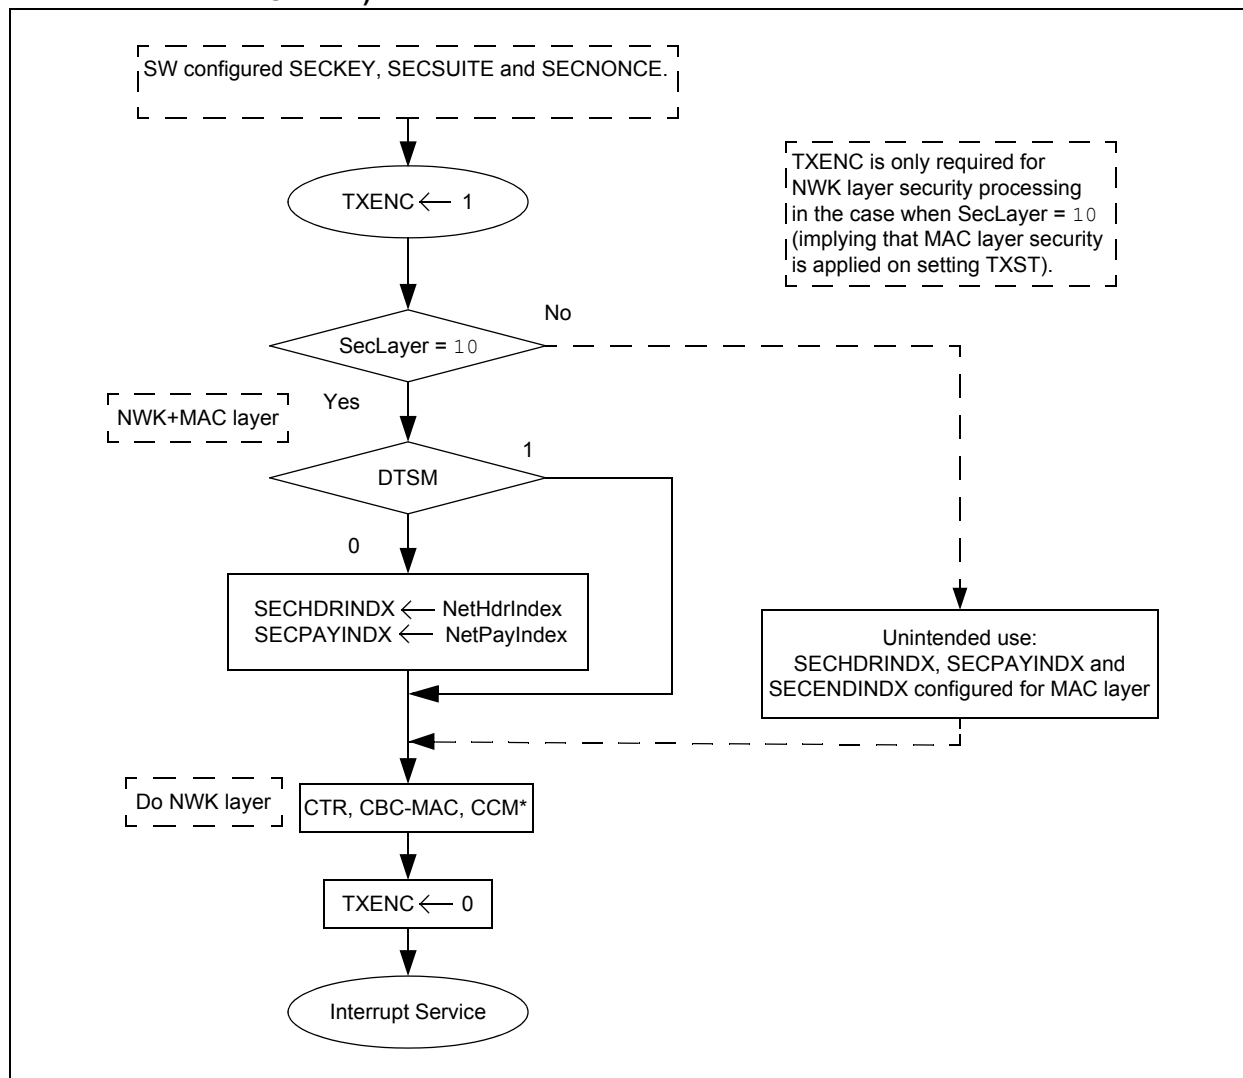 SW configured SECKEY, SECSUITE and SECNONCE.
TXENC ← 1
TXENC is only required for
NWK layer security processing
in the case when SecLayer = 10
(implying that MAC layer security
is applied on setting TXST).
No
SecLayer = 10
Yes
NWK+MAC layer
1
DTSM
0
SECHDRINDX ← NetHdrIndex
SECPAYINDX ← NetPayIndex
Unintended use:
SECHDRINDX, SECPAYINDX and
SECENDINDX configured for MAC layer
Do NWK layer
CTR, CBC-MAC, CCM*
TXENC ← 0
Interrupt Service